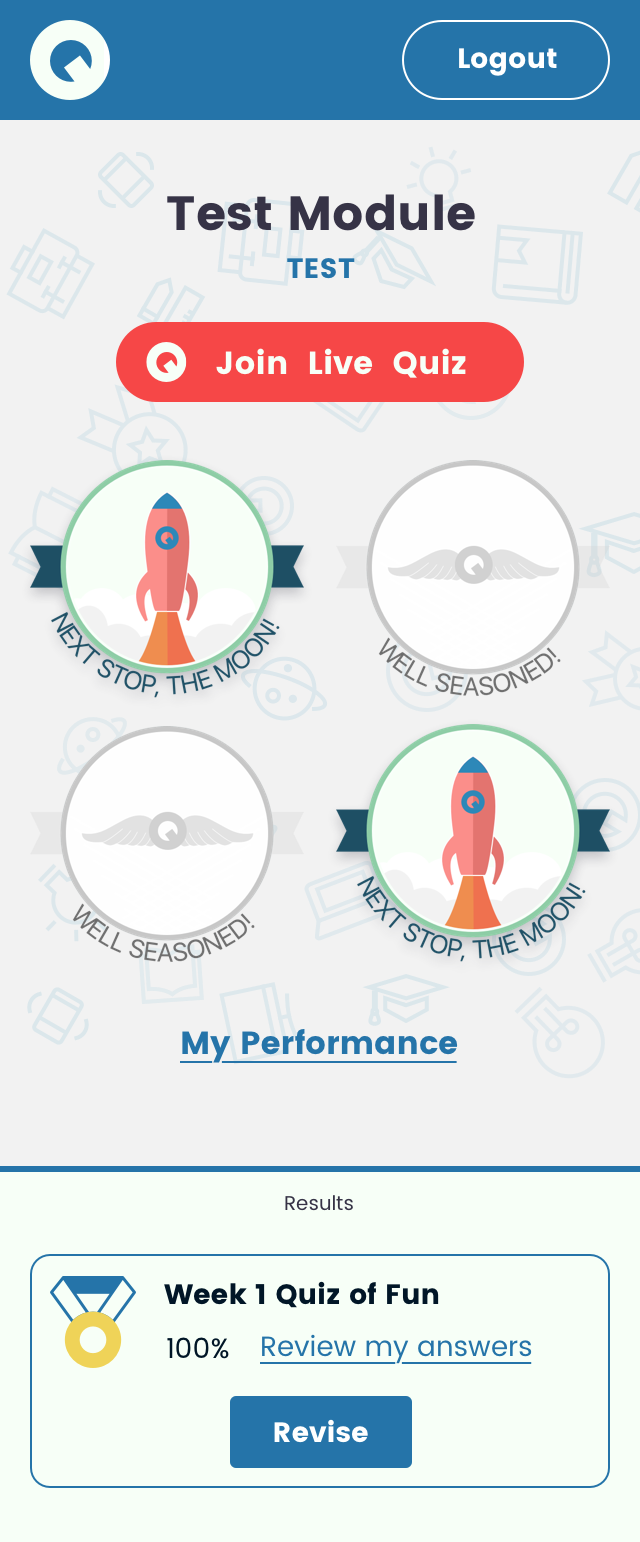 Logout
Test Module
TEST
Join Live Quiz
NEXT STOP, THE MOON!
WELL SEASONED!
WELL SEASONED!
NEXT STOP, THE MOON!
My Performance
Results
Week 1 Quiz of Fun
100% Review my answers
Revise